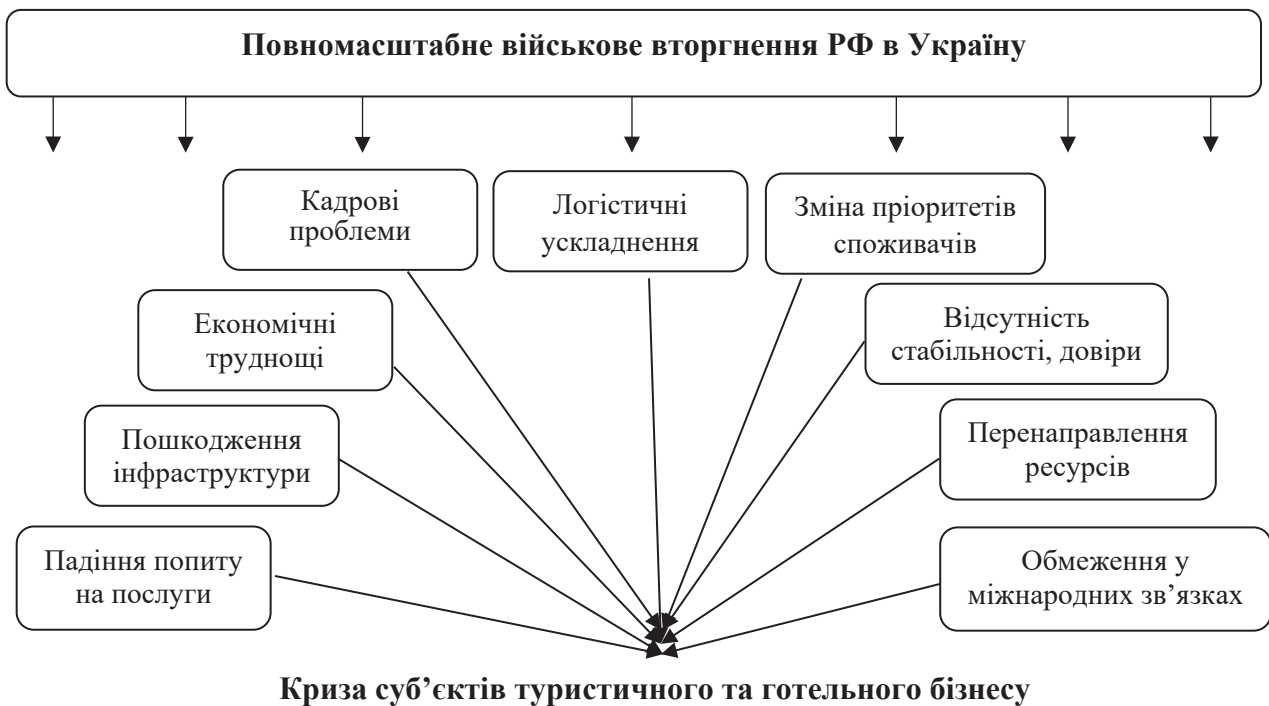 Повномасштабне військове вторгнення РФ в Україну
Кадрові
проблеми
Логістичні
ускладнення
Зміна пріоритетів
споживачів
Економічні
труднощі
Відсутність
стабільності, довіри
Пошкодження
інфраструктури
Перенаправлення
ресурсів
Падіння попиту
на послуги
Обмеження у
міжнародних зв’язках
Криза суб’єктів туристичного та готельного бізнесу